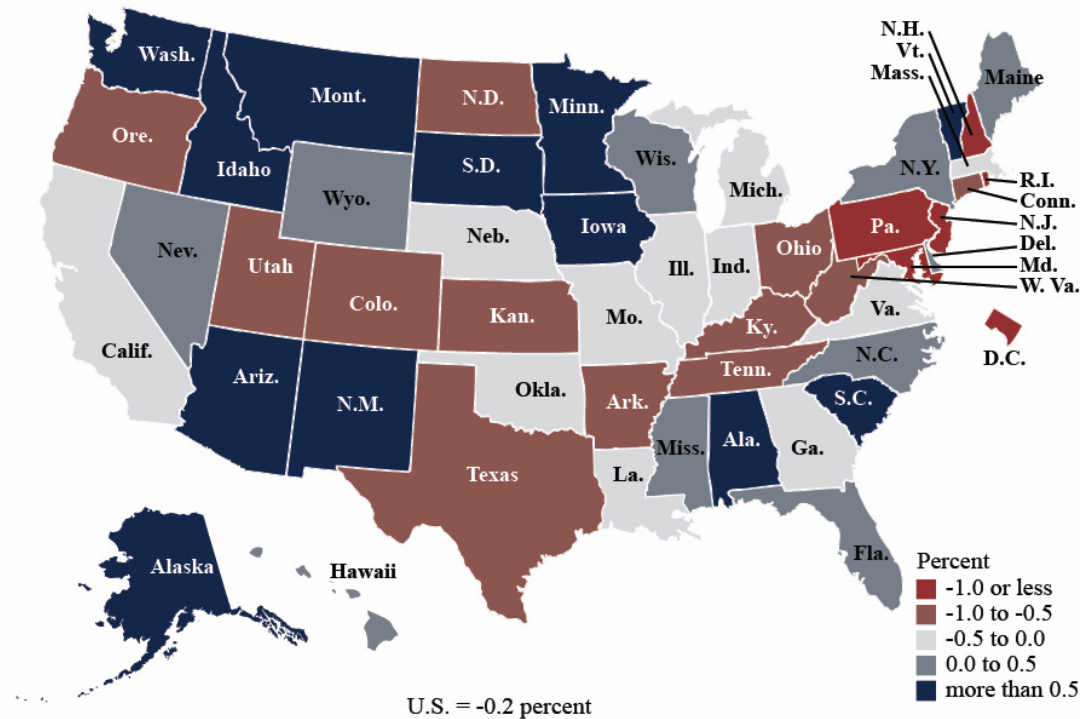 N.H.
Vt.
Mass.
Wash.
Maine
Mont.
N.D.
Minn.
Ore.
Idaho
S.D.
Wis.
N.Y.
Wyo.
Mich.
R.I.
Conn.
N.J.
Del.
Md.
W. Va.
Iowa
Neb.
Pa.
Nev.
Utah
Ohio
Ill.
Ind.
Colo.
Kan.
Mo.
Va.
Ky.
Calif.
D.C.
N.C.
Tenn.
Ariz.
N.M.
Okla.
Ark.
S.C.
Miss.
Ala.
Ga.
Texas
La.
Fla.
Alaska
Hawaii
Percent
-1.0 or less
-1.0 to -0.5
-0.5 to 0.0
0.0 to 0.5
more than 0.5
U.S. = -0.2 percent